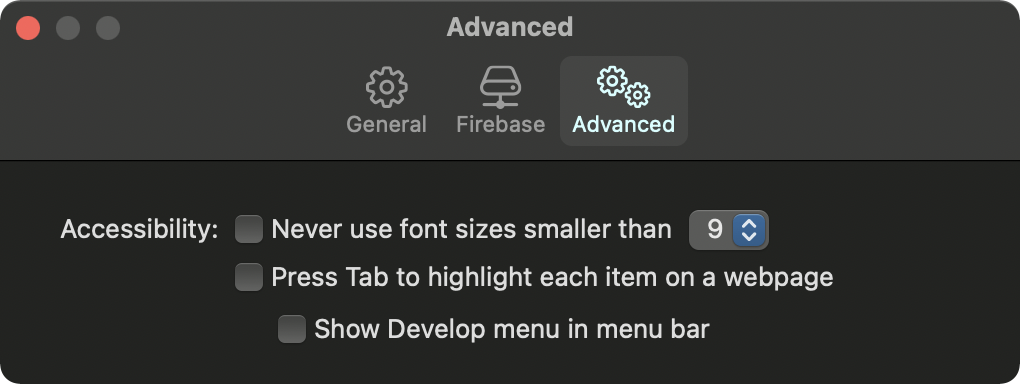 Advanced
General Firebase Advanced
Accessibility: Never use font sizes smaller than 9
Press Tab to highlight each item on a webpage
Show Develop menu in menu bar